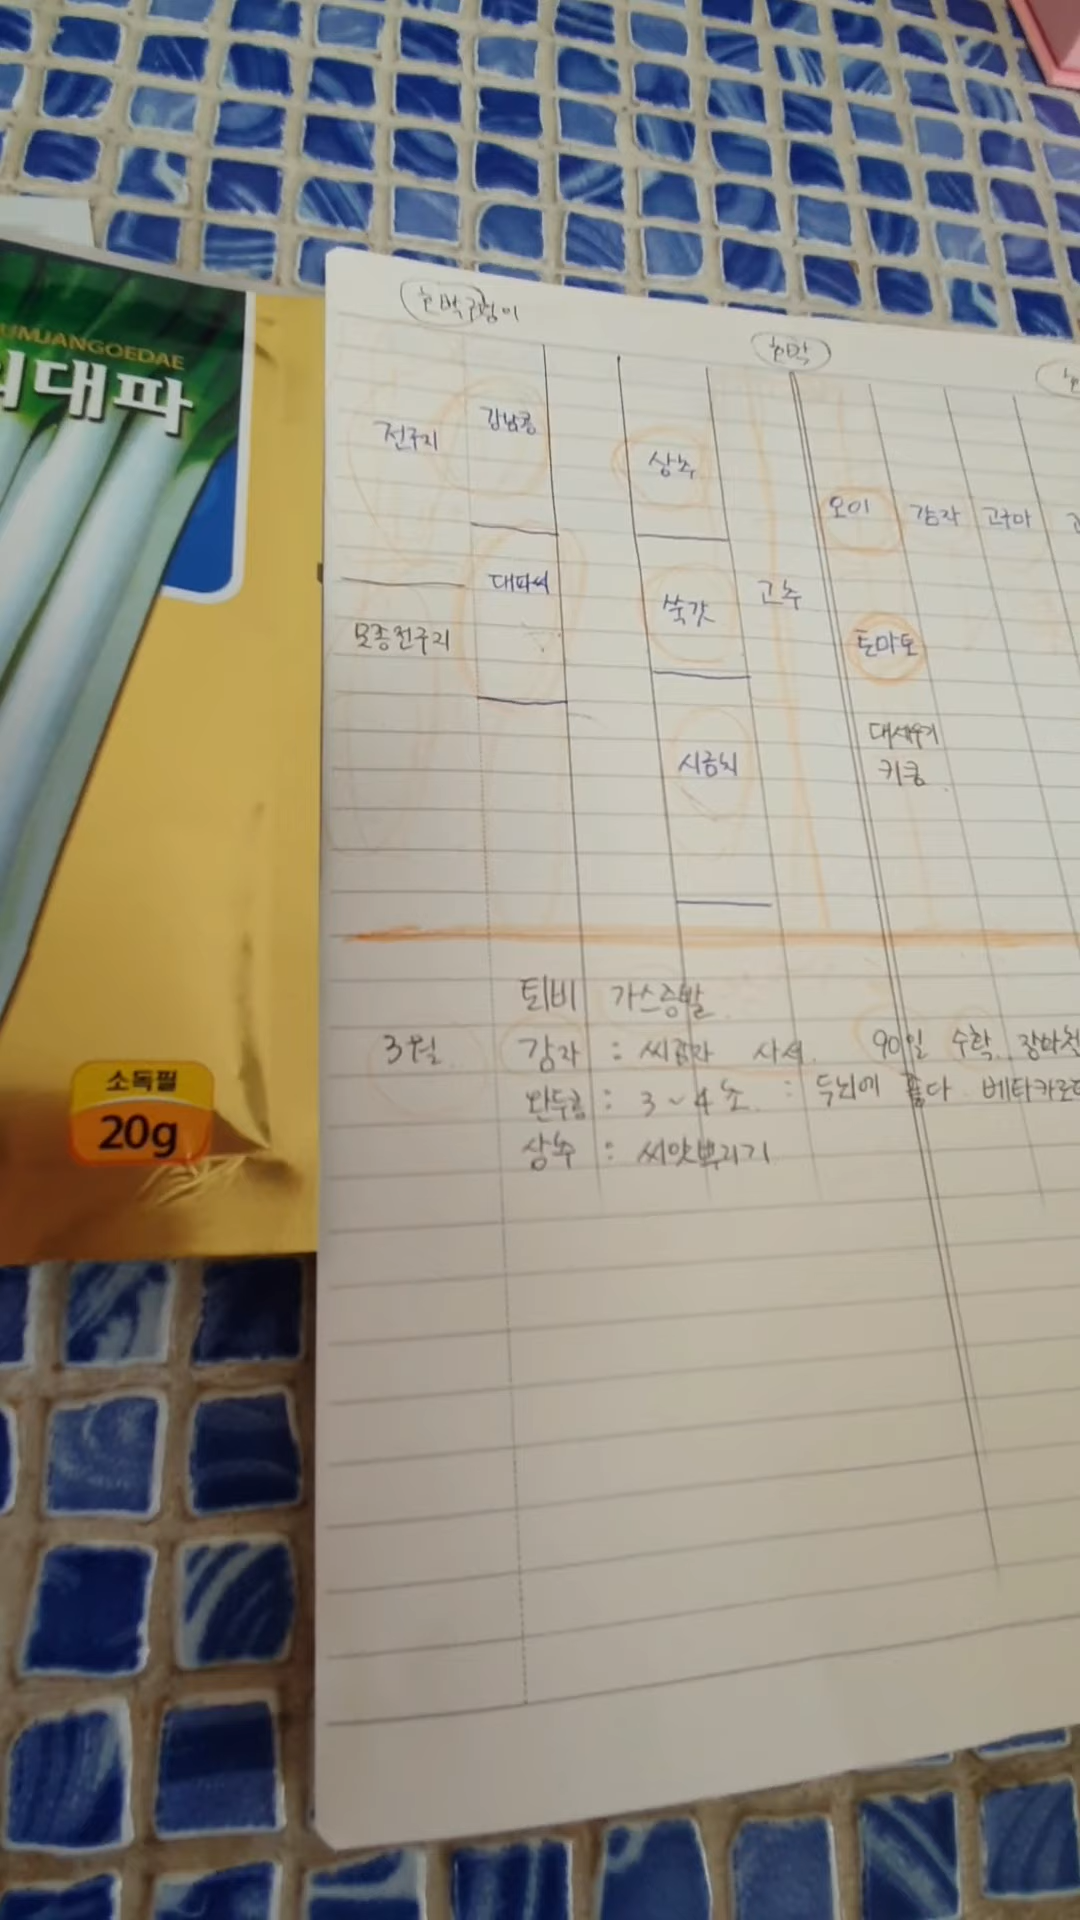 UMJANGOEDAE
대파
소독필
20g
호박구덩이
호박
전구지
강낭콩
상추
오이
감자
고구마
대파씨
쑥갓
고추
모종전구지
토마토
시금치
대세우기
키큼
퇴비 가스증발
3월 감자 : 씨감자 사서 90일 수확 장마전
완두콩 : 3~4초 : 두뇌에 좋다 베타카로
상추 : 씨앗뿌리기